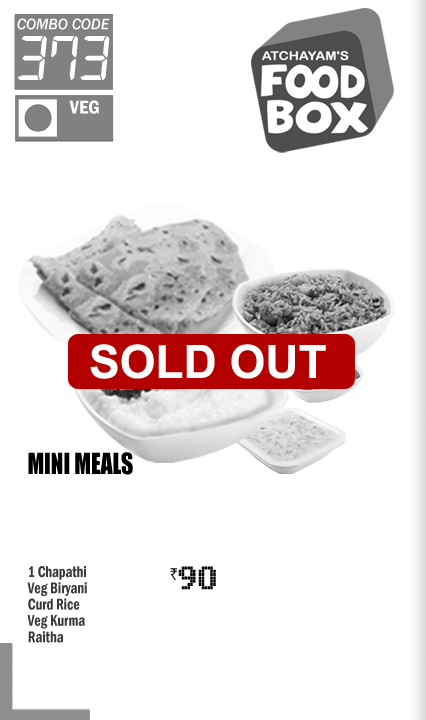 COMBO CODE
373
VEG
ATCHAYAM'S
FOOD
BOX
SOLD OUT
MINI MEALS
1 Chapathi
Veg Biryani
Curd Rice
Veg Kurma
Raitha
₹90